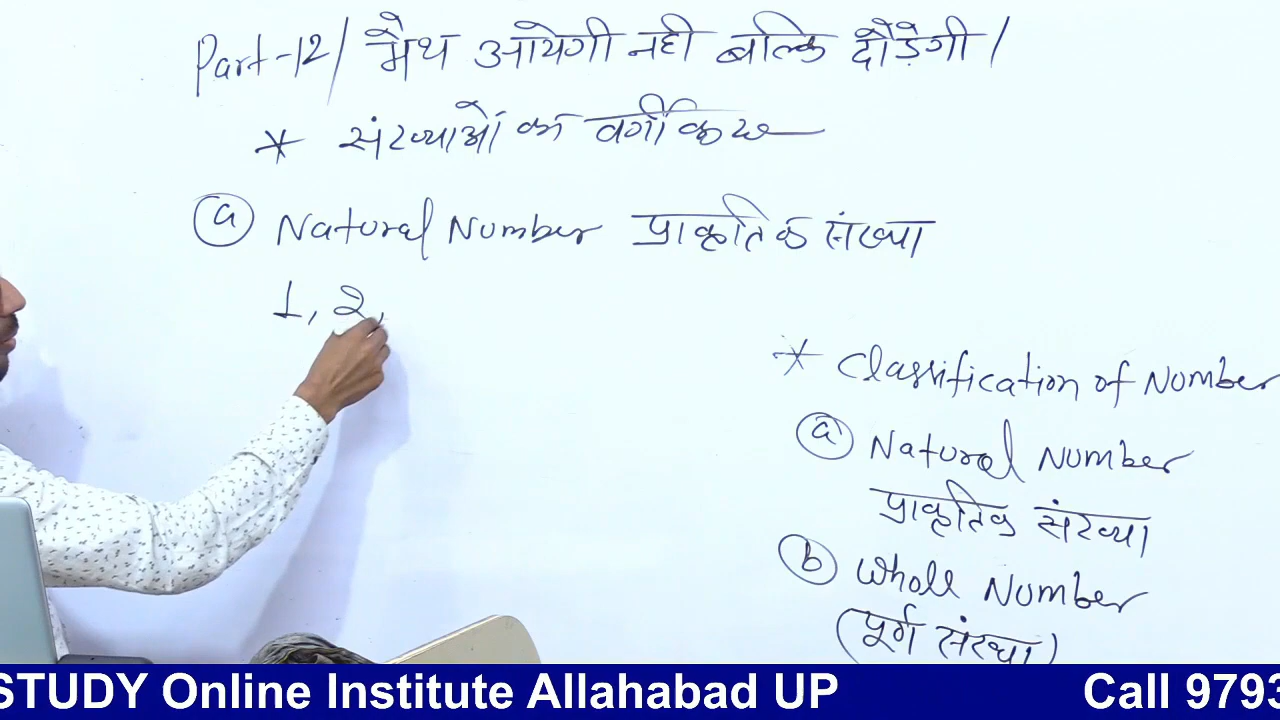 Part-12/ मैथ आयेगी नही बल्कि दौड़ेगी/
* संख्याओं का वर्गीकरण
(a) Natural Number प्राकृतिक संख्या
1, 2,
* Classification of Number
(a) Natural Number
प्राकृतिक संख्या
(b) Whole Number
(पूर्ण संख्या)
STUDY Online Institute Allahabad UP Call 9793